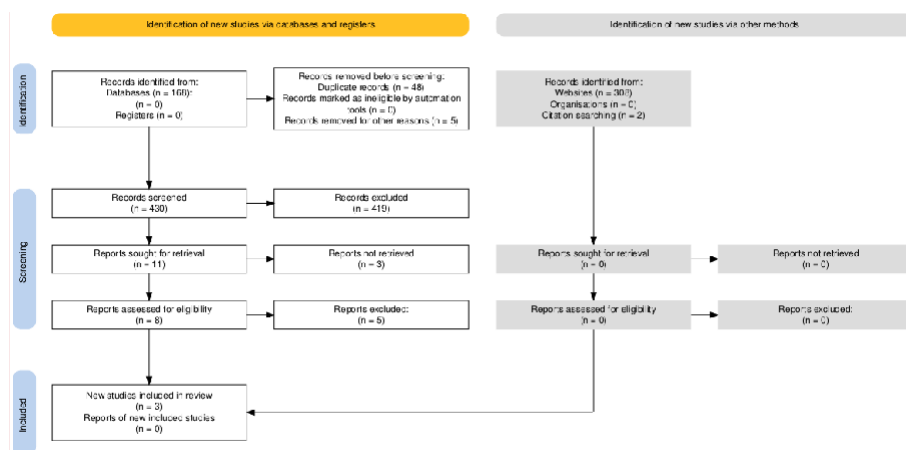 Identification of new studies via databases and registers
Identification of new studies via other methods
Identification
Records identified from:
Databases (n = 168):
(n = 0)
Registers (n = 0)
Records removed before screening:
Duplicate records (n = 48)
Records marked as ineligible by automation
tools (n = 0)
Records removed for other reasons (n = 5)
Records identified from:
Websites (n = 308)
Organisations (n = 0)
Citation searching (n = 2)
Screening
Records screened
(n = 430)
Records excluded
(n = 419)
Reports sought for retrieval
(n = 11)
Reports not retrieved
(n = 3)
Reports sought for retrieval
(n = 0)
Reports not retrieved
(n = 0)
Reports assessed for eligibility
(n = 8)
Reports excluded:
(n = 5)
Reports assessed for eligibility
(n = 0)
Reports excluded:
(n = 0)
Included
New studies included in review
(n = 3)
Reports of new included studies
(n = 0)